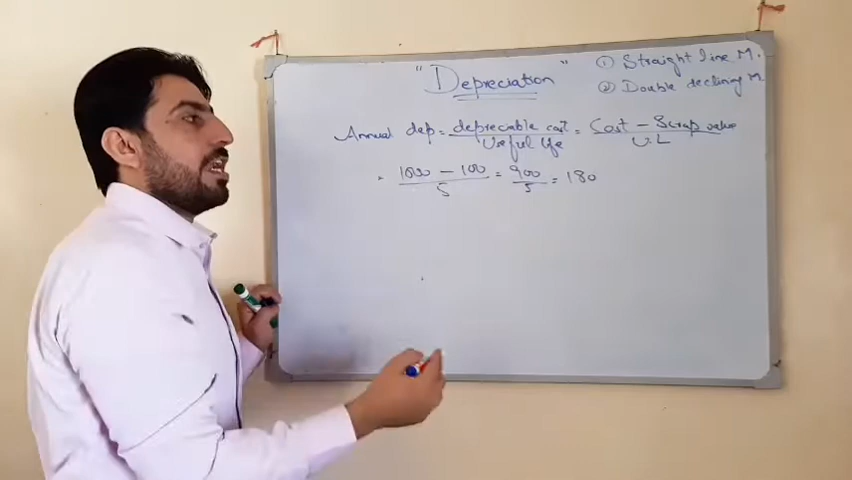 "Depreciation"
① Straight line M.
② Double declining M
Annual dep = depreciable cost / Useful life = Cost - Scrap value / U.L
= 1000 - 100 / 5 = 900 / 5 = 180